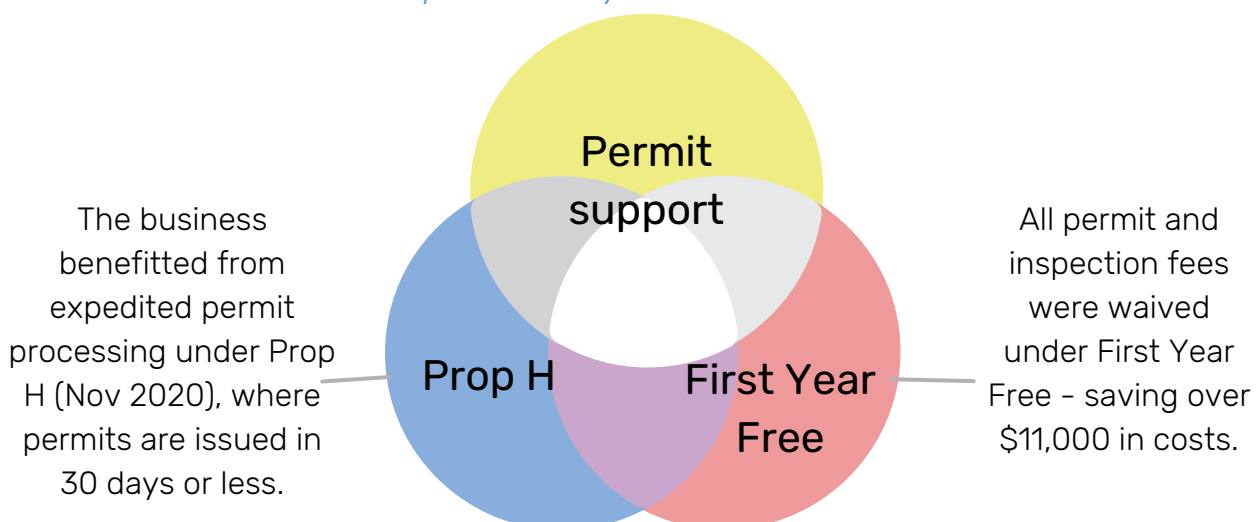 Permit
support
The business
benefitted from
expedited permit
processing under Prop
H (Nov 2020), where
permits are issued in
30 days or less.
Prop H
First Year
Free
All permit and
inspection fees
were waived
under First Year
Free - saving over
$11,000 in costs.